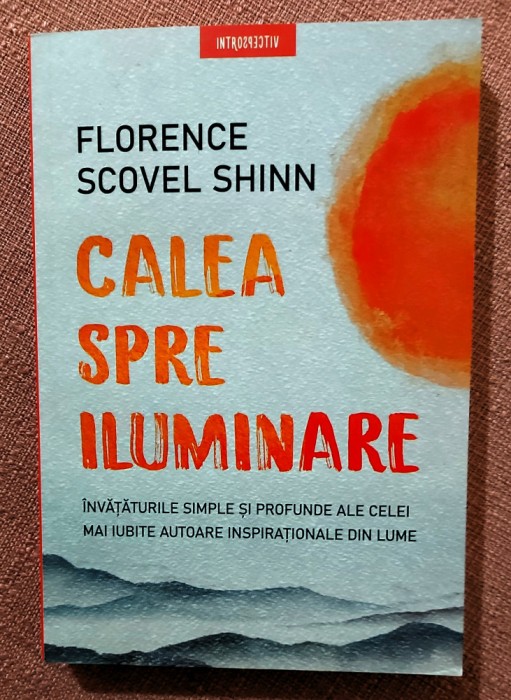 INTROSPECTIV
FLORENCE
SCOVEL SHINN
CALEA
SPRE
ILUMINARE
ÎNVĂȚĂTURILE SIMPLE ȘI PROFUNDE ALE CELEI
MAI IUBITE AUTOARE INSPIRAȚIONALE DIN LUME